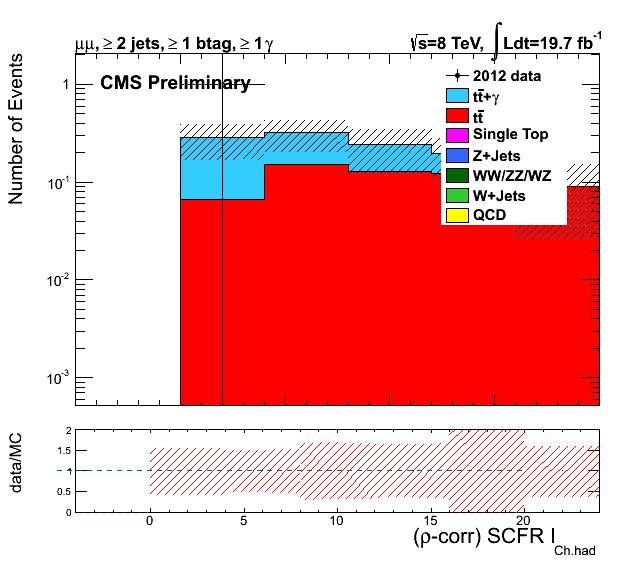 μμ, ≥ 2 jets, ≥ 1 btag, ≥ 1 γ
√s=8 TeV, ∫Ldt=19.7 fb⁻¹
CMS Preliminary
2012 data
tt̄+γ
tt̄
Single Top
Z+Jets
WW/ZZ/WZ
W+Jets
QCD
Number of Events
1
10⁻¹
10⁻²
10⁻³
data/MC
2
1.5
1
0.5
0
0 5 10 15 20
(ρ-corr) SCFR I_Ch.had